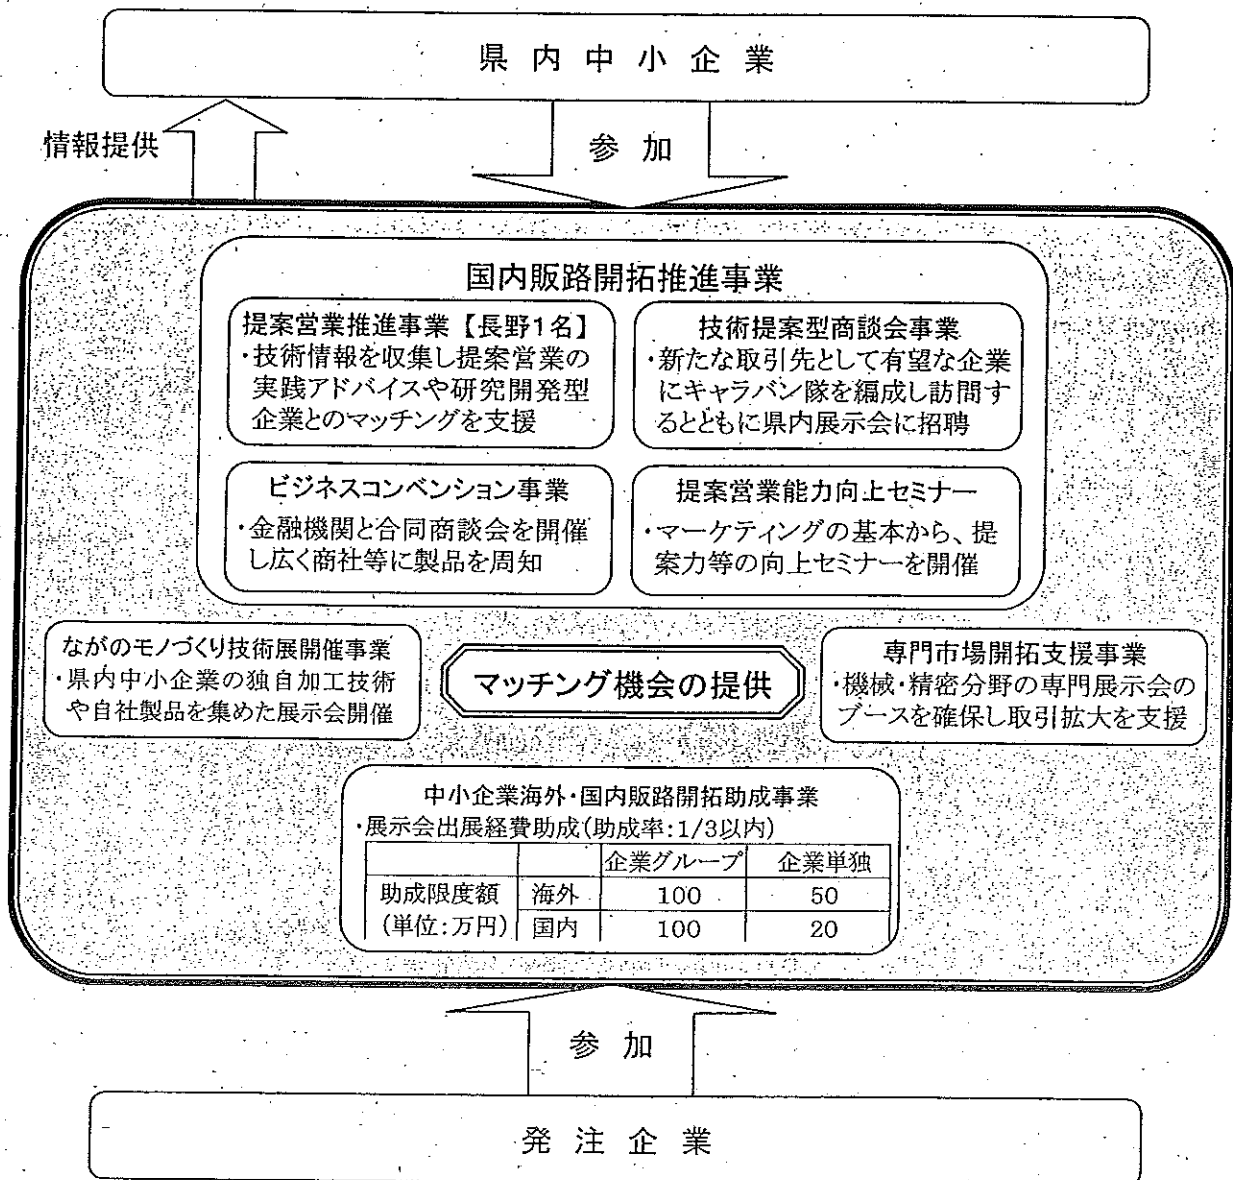 県内中小企業
情報提供
参加
国内販路開拓推進事業
提案営業推進事業【長野1名】
・技術情報を収集し提案営業の
実践アドバイスや研究開発型
企業とのマッチングを支援
技術提案型商談会事業
・新たな取引先として有望な企業
にキャラバン隊を編成し訪問す
るとともに県内展示会に招聘
ビジネスコンベンション事業
・金融機関と合同商談会を開催
し広く商社等に製品を周知
提案営業能力向上セミナー
・マーケティングの基本から、提
案力等の向上セミナーを開催
ながのモノづくり技術展開催事業
・県内中小企業の独自加工技術
や自社製品を集めた展示会開催
マッチング機会の提供
専門市場開拓支援事業
・機械・精密分野の専門展示会の
ブースを確保し取引拡大を支援
中小企業海外・国内販路開拓助成事業
・展示会出展経費助成(助成率:1/3以内)
企業グループ 企業単独
助成限度額 海外 100 50
(単位:万円) 国内 100 20
参加
発注企業